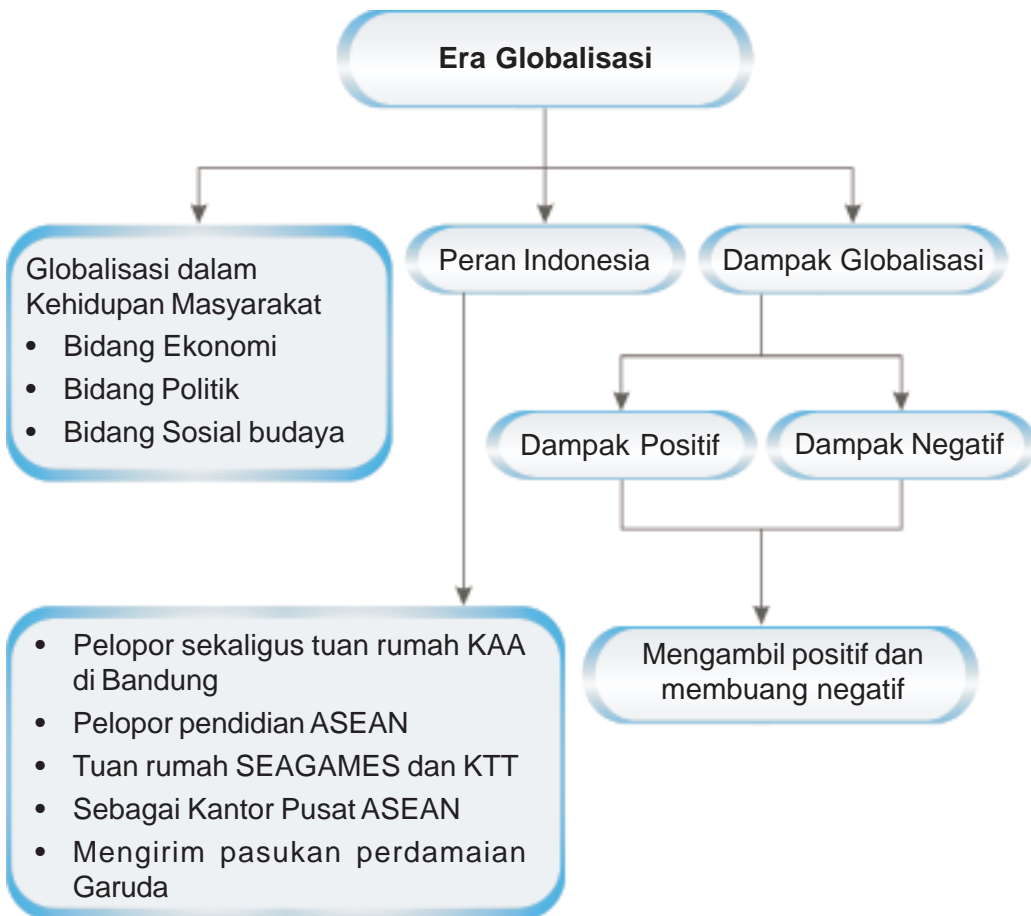 Era Globalisasi
Globalisasi dalam
Kehidupan Masyarakat
• Bidang Ekonomi
• Bidang Politik
• Bidang Sosial budaya
Peran Indonesia
Dampak Globalisasi
Dampak Positif
Dampak Negatif
• Pelopor sekaligus tuan rumah KAA
di Bandung
• Pelopor pendidian ASEAN
• Tuan rumah SEAGAMES dan KTT
• Sebagai Kantor Pusat ASEAN
• Mengirim pasukan perdamaian
Garuda
Mengambil positif dan
membuang negatif